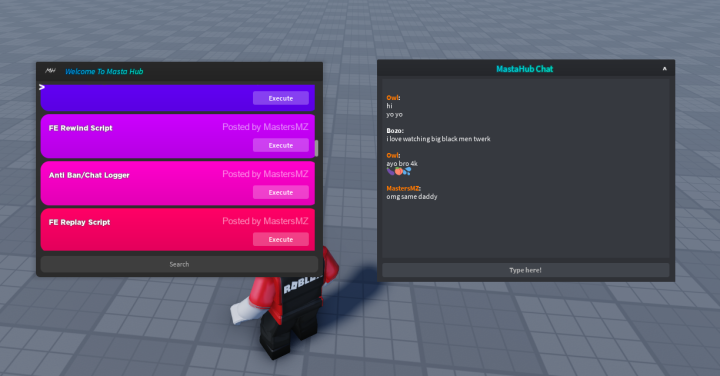 MH Welcome To Masta Hub
>
Execute
FE Rewind Script
Posted by MastersMZ
Execute
Anti Ban/Chat Logger
Posted by MastersMZ
Execute
FE Replay Script
Posted by MastersMZ
Execute
Search
ROBLO
MastaHub Chat
Owl:
hi
yo yo
Bozo:
i love watching big black men twerk
Owl:
ayo bro 4k
🍆🍑💦
MastersMZ:
omg same daddy
Type here!